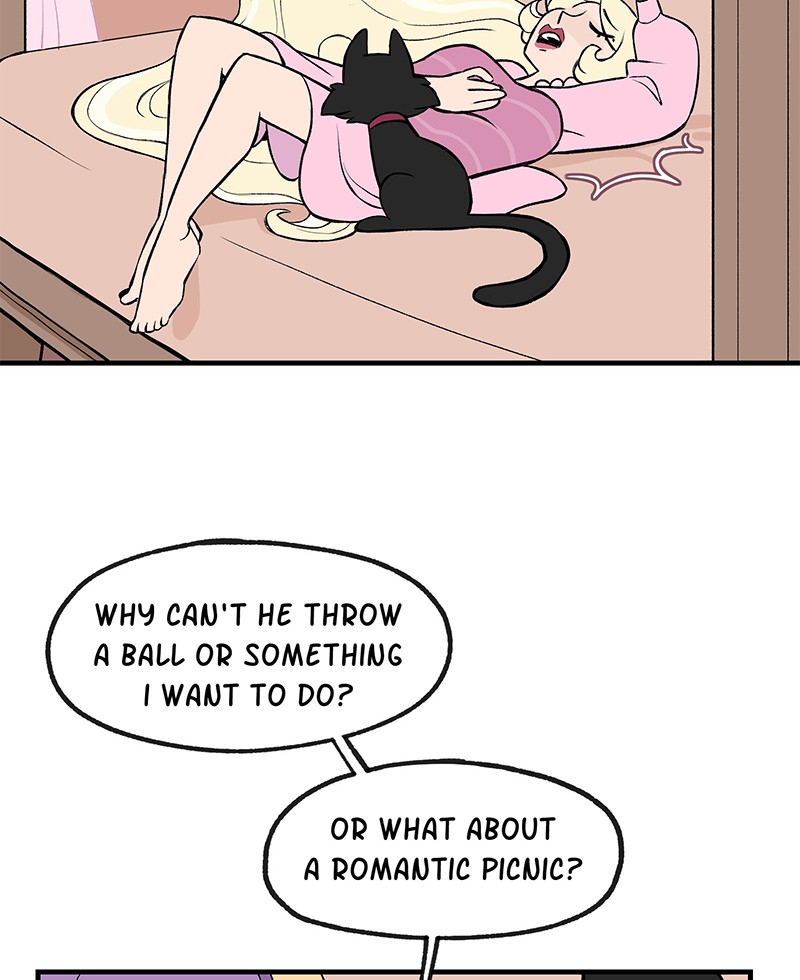 WHY CAN'T HE THROW
A BALL OR SOMETHING
I WANT TO DO?
OR WHAT ABOUT
A ROMANTIC PICNIC?